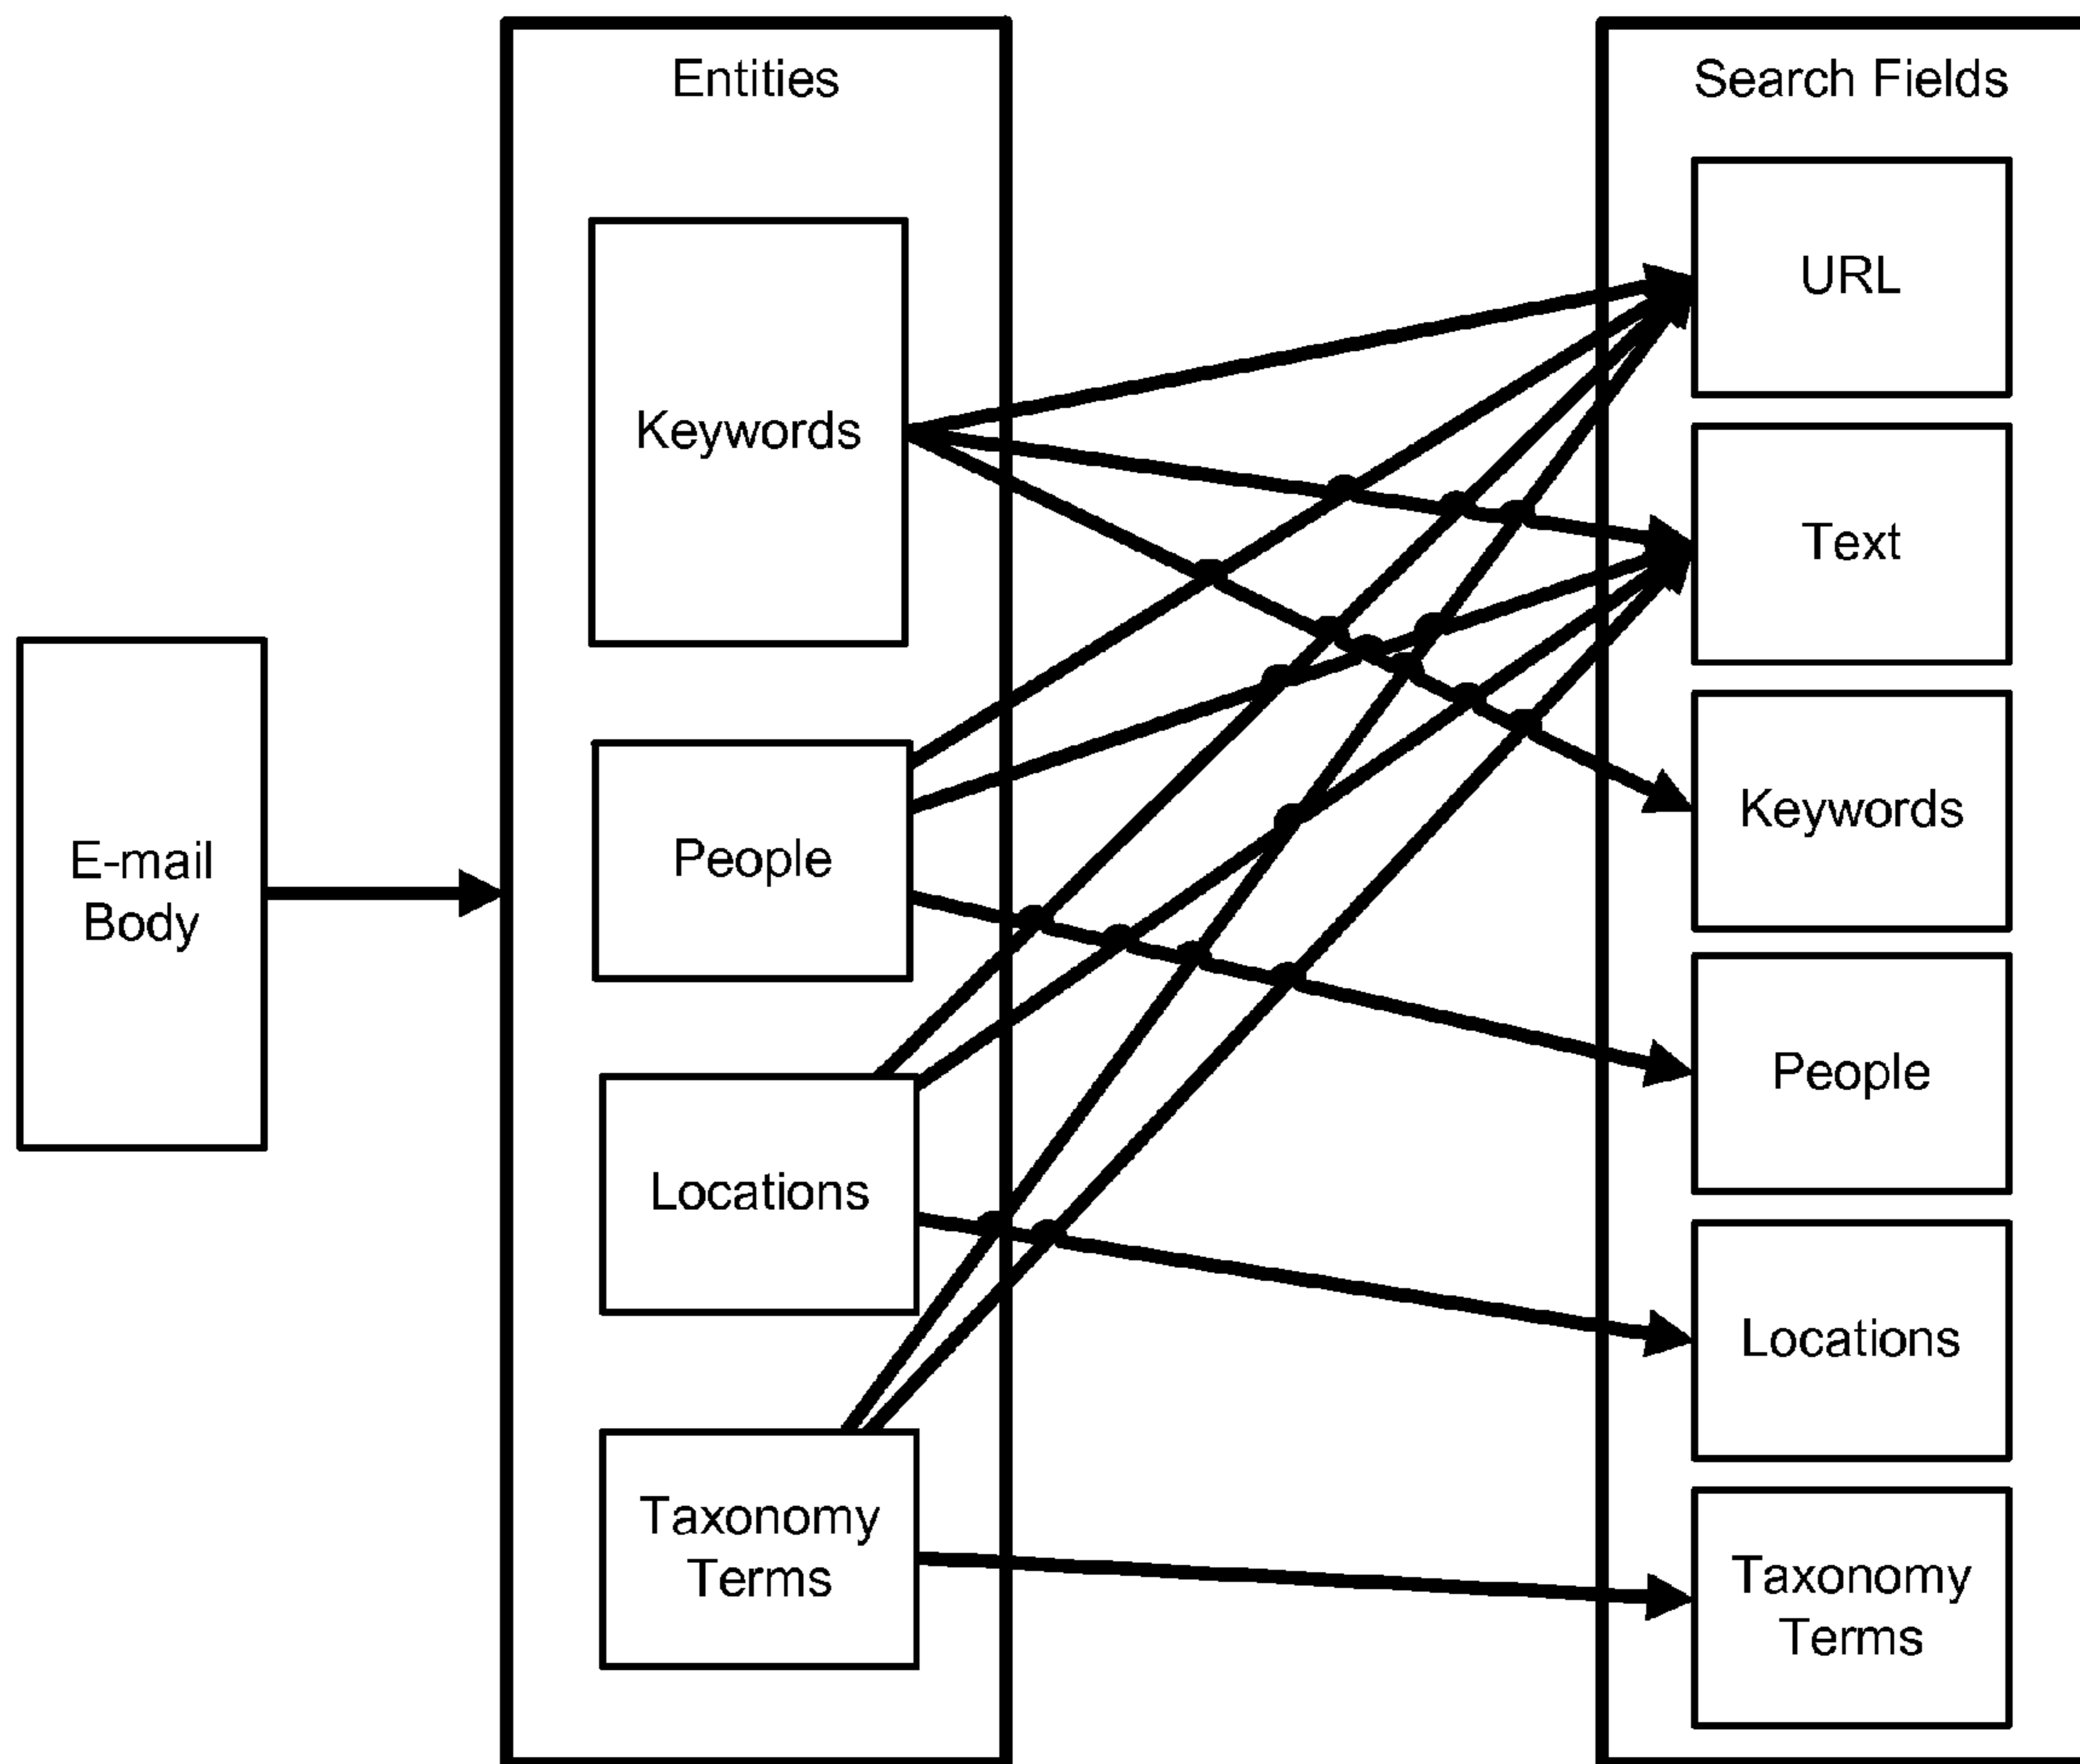 E-mail
Body
Entities
Keywords
People
Locations
Taxonomy
Terms
Search Fields
URL
Text
Keywords
People
Locations
Taxonomy
Terms